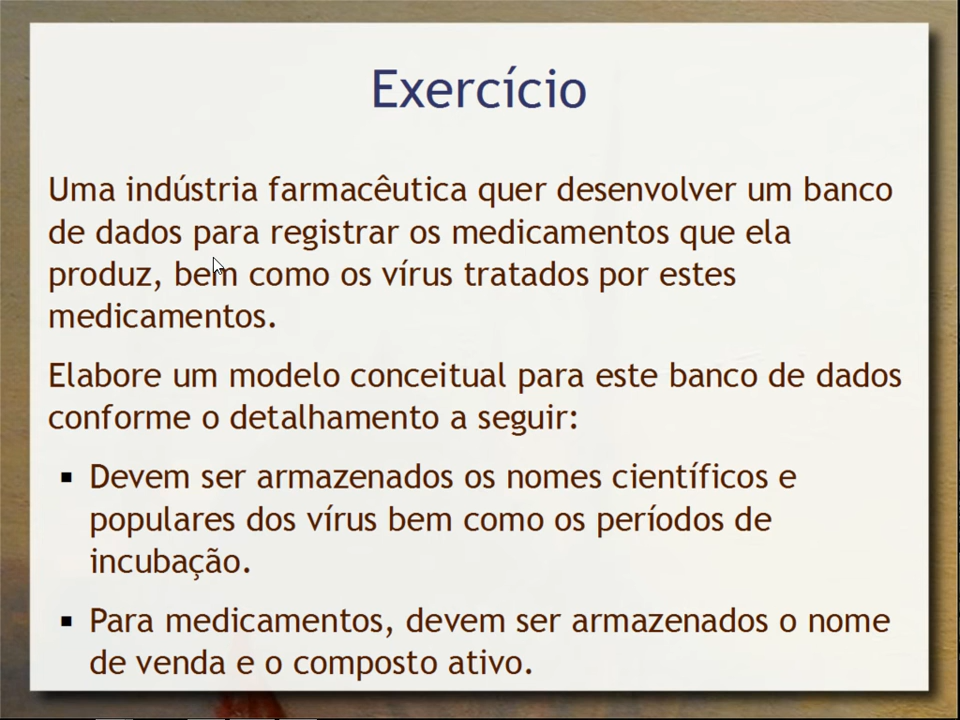 Exercício
Uma indústria farmacêutica quer desenvolver um banco
de dados para registrar os medicamentos que ela
produz, bem como os vírus tratados por estes
medicamentos.
Elabore um modelo conceitual para este banco de dados
conforme o detalhamento a seguir:
▪ Devem ser armazenados os nomes científicos e
populares dos vírus bem como os períodos de
incubação.
▪ Para medicamentos, devem ser armazenados o nome
de venda e o composto ativo.